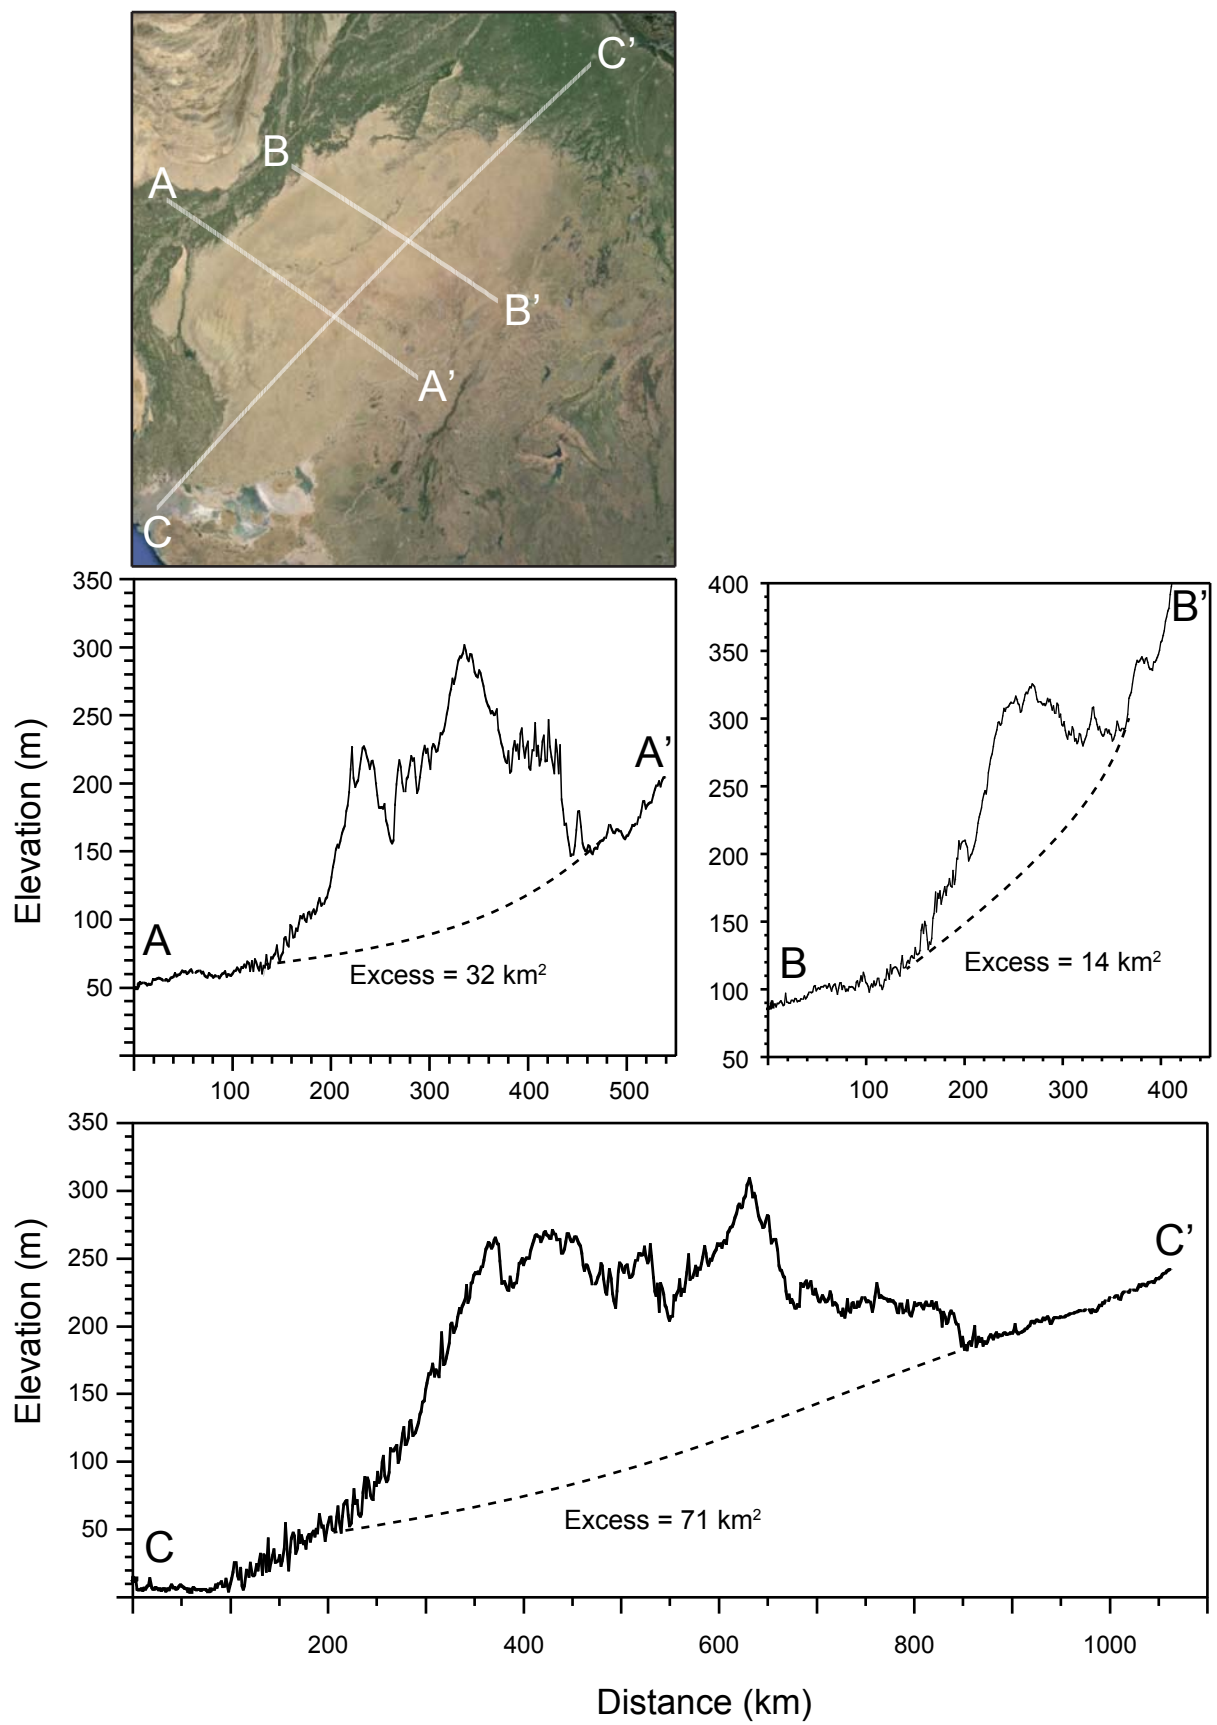 C’
B
A
B’
A’
C
350
300
250
200
150
100
50
Elevation (m)
A
A’
Excess = 32 km²
100 200 300 400 500
400
350
300
250
200
150
100
50
B
B’
Excess = 14 km²
100 200 300 400
350
300
250
200
150
100
50
Elevation (m)
C
C’
Excess = 71 km²
200 400 600 800 1000
Distance (km)